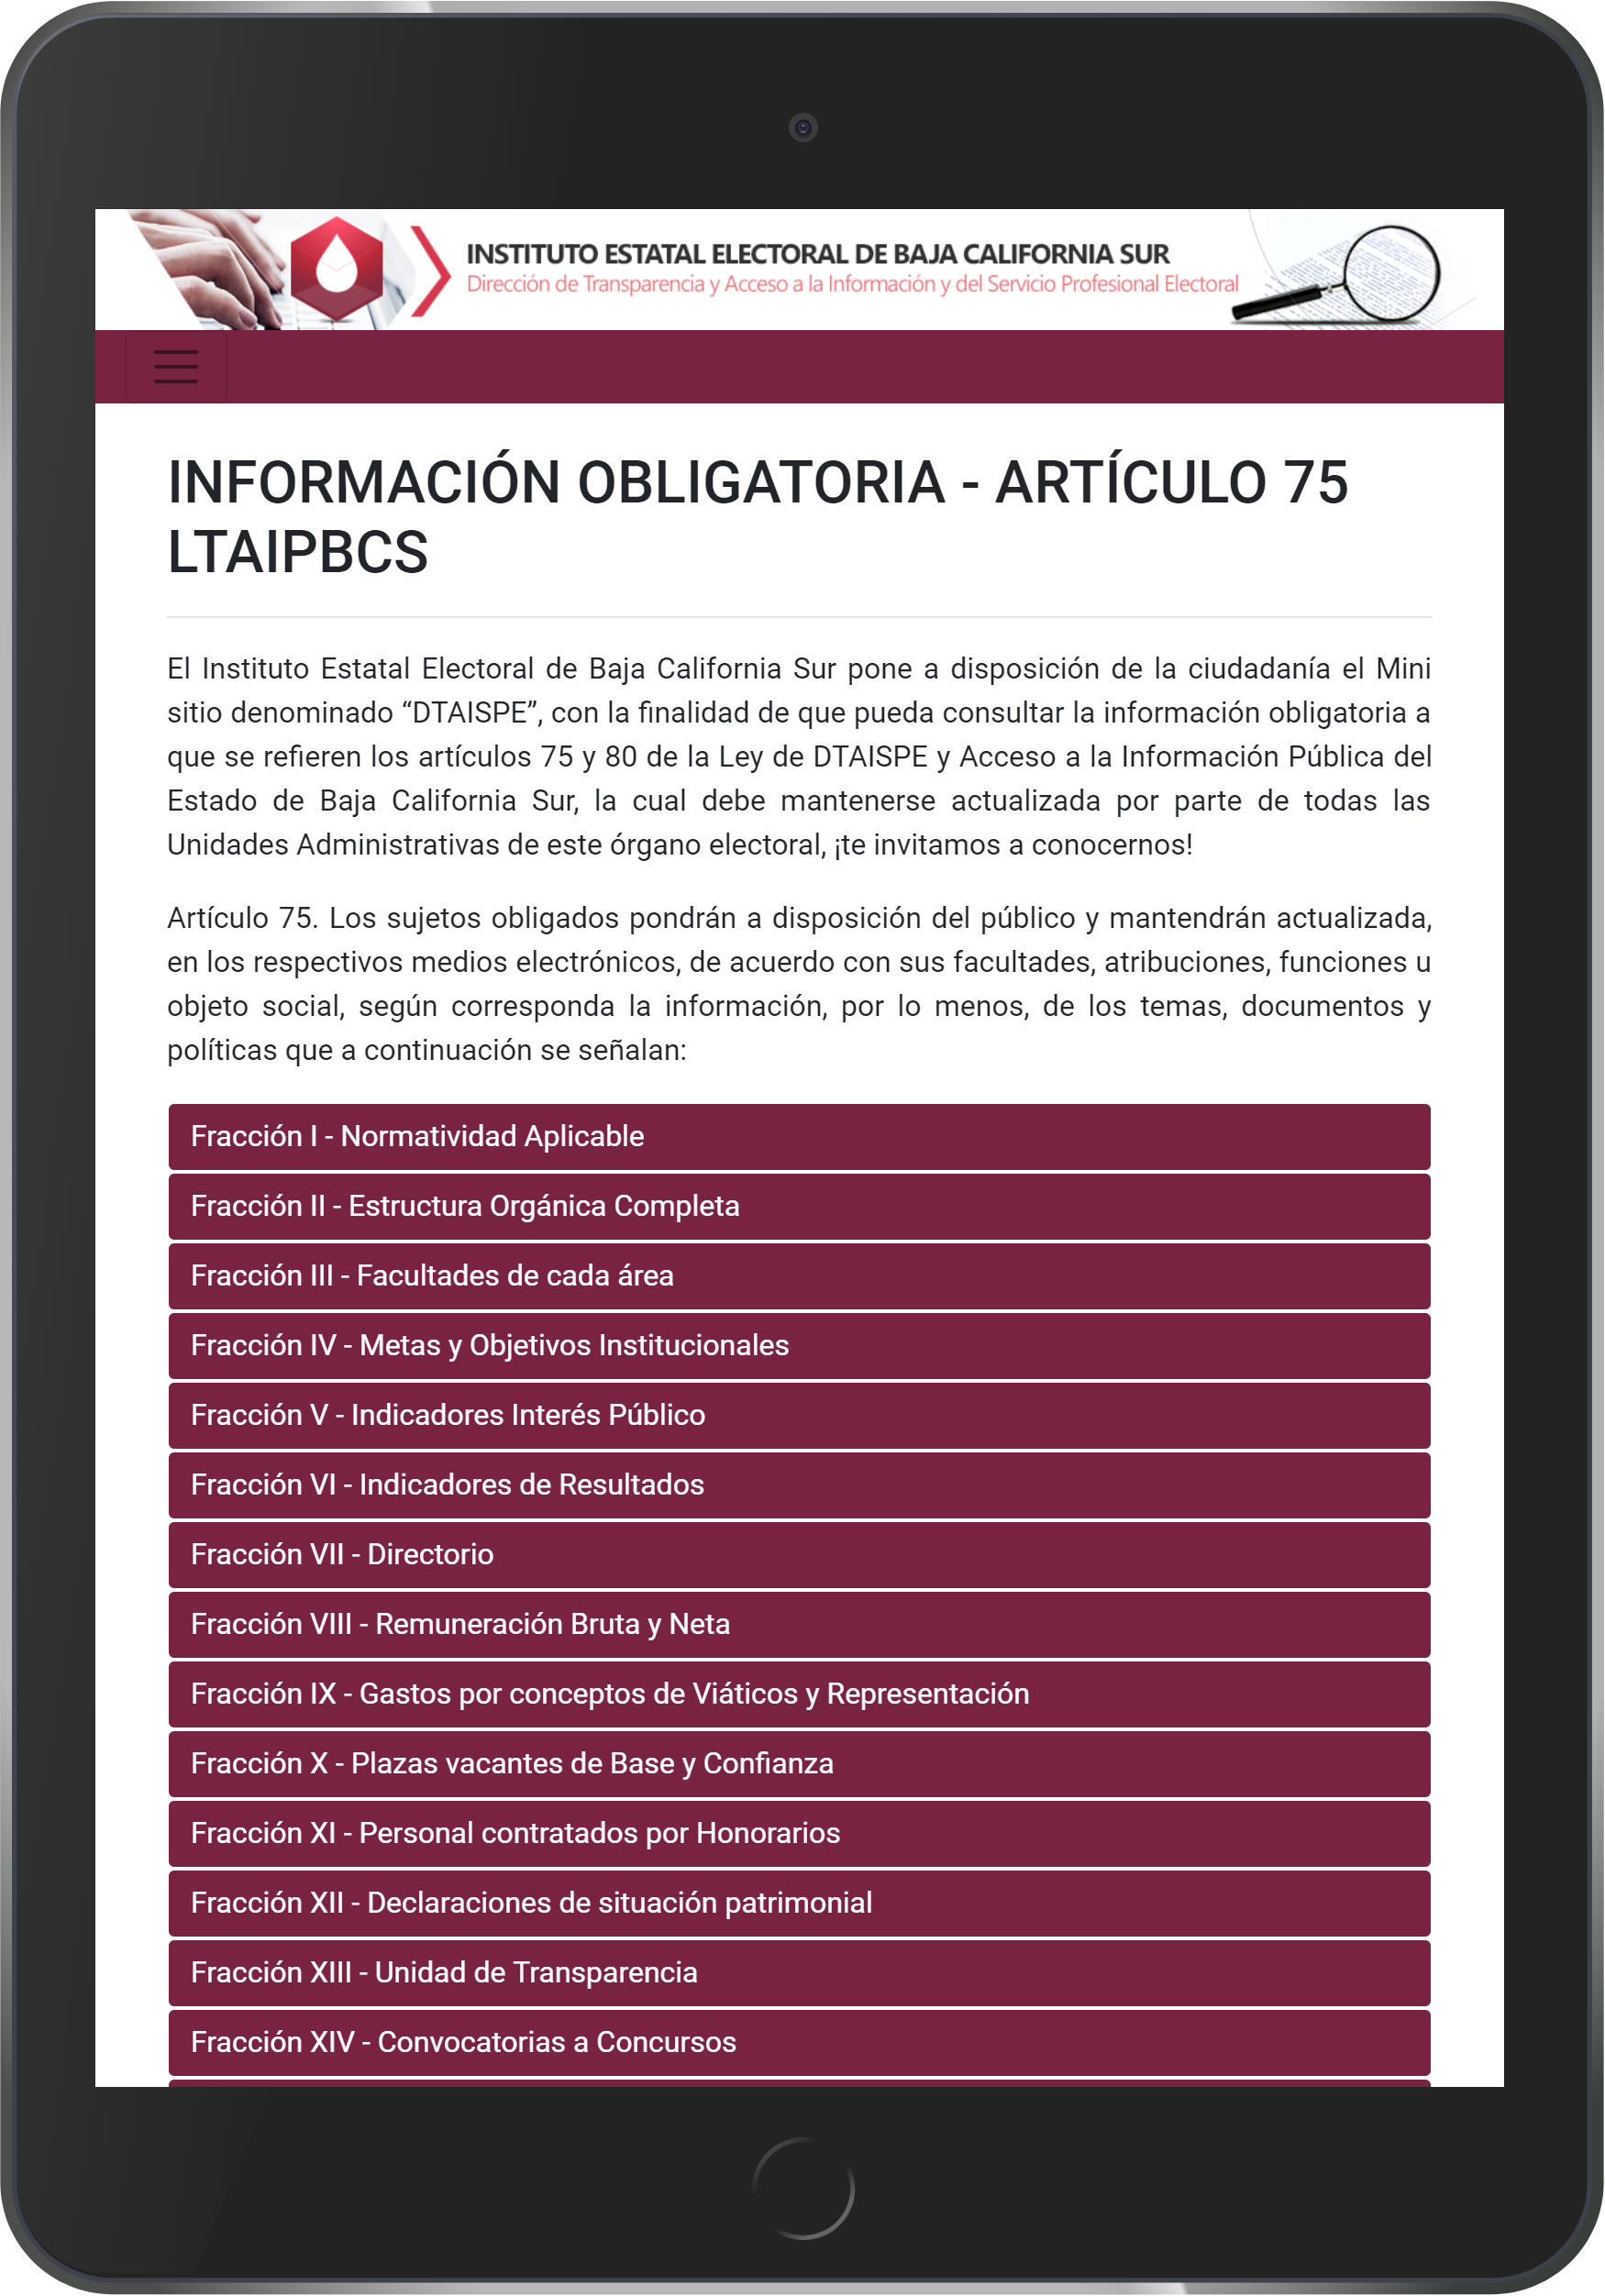 INSTITUTO ESTATAL ELECTORAL DE BAJA CALIFORNIA SUR
Dirección de Transparencia y Acceso a la Información y del Servicio Profesional Electoral
INFORMACIÓN OBLIGATORIA - ARTÍCULO 75
LTAIPBCS
El Instituto Estatal Electoral de Baja California Sur pone a disposición de la ciudadanía el Mini
sitio denominado “DTAISPE”, con la finalidad de que pueda consultar la información obligatoria a
que se refieren los artículos 75 y 80 de la Ley de DTAISPE y Acceso a la Información Pública del
Estado de Baja California Sur, la cual debe mantenerse actualizada por parte de todas las
Unidades Administrativas de este órgano electoral, ¡te invitamos a conocernos!
Artículo 75. Los sujetos obligados pondrán a disposición del público y mantendrán actualizada,
en los respectivos medios electrónicos, de acuerdo con sus facultades, atribuciones, funciones u
objeto social, según corresponda la información, por lo menos, de los temas, documentos y
políticas que a continuación se señalan:
Fracción I - Normatividad Aplicable
Fracción II - Estructura Orgánica Completa
Fracción III - Facultades de cada área
Fracción IV - Metas y Objetivos Institucionales
Fracción V - Indicadores Interés Público
Fracción VI - Indicadores de Resultados
Fracción VII - Directorio
Fracción VIII - Remuneración Bruta y Neta
Fracción IX - Gastos por conceptos de Viáticos y Representación
Fracción X - Plazas vacantes de Base y Confianza
Fracción XI - Personal contratados por Honorarios
Fracción XII - Declaraciones de situación patrimonial
Fracción XIII - Unidad de Transparencia
Fracción XIV - Convocatorias a Concursos